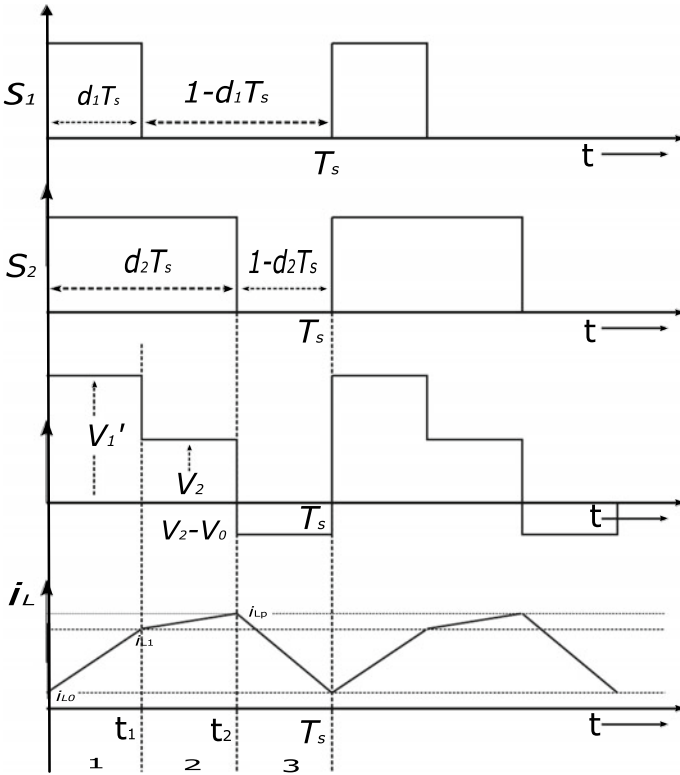 S1
d1Ts
1-d1Ts
Ts
t
S2
d2Ts
1-d2Ts
Ts
t
V1'
V2
V2-V0
Ts
t
iL
iLp
iL1
iL0
t1
t2
Ts
t
1
2
3